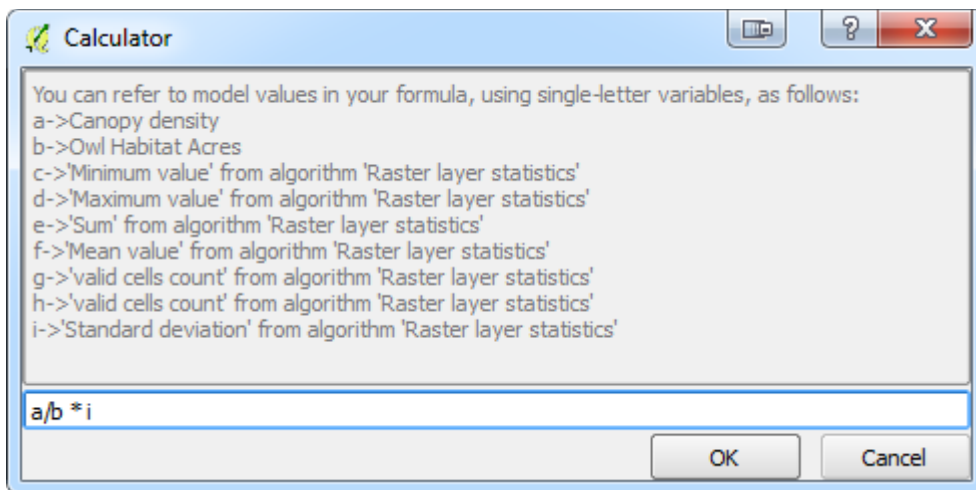 Calculator
You can refer to model values in your formula, using single-letter variables, as follows:
a->Canopy density
b->Owl Habitat Acres
c->'Minimum value' from algorithm 'Raster layer statistics'
d->'Maximum value' from algorithm 'Raster layer statistics'
e->'Sum' from algorithm 'Raster layer statistics'
f->'Mean value' from algorithm 'Raster layer statistics'
g->'valid cells count' from algorithm 'Raster layer statistics'
h->'valid cells count' from algorithm 'Raster layer statistics'
i->'Standard deviation' from algorithm 'Raster layer statistics'
a/b * i
OK Cancel